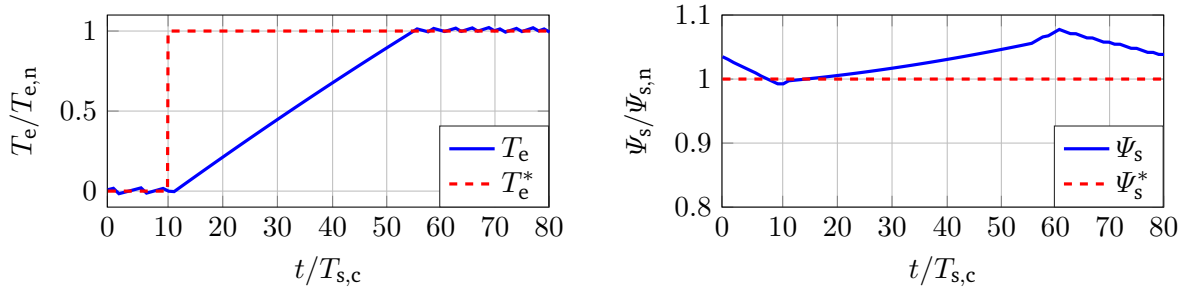 T_e/T_e,n
1
0.5
0
0 10 20 30 40 50 60 70 80
t/T_s,c
T_e
T_e^*
Ψ_s/Ψ_s,n
1.1
1
0.9
0.8
0 10 20 30 40 50 60 70 80
t/T_s,c
Ψ_s
Ψ_s^*